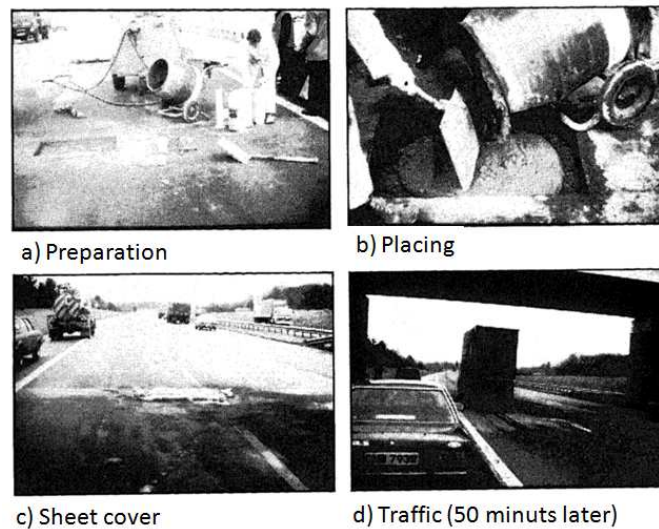 a) Preparation
b) Placing
c) Sheet cover
d) Traffic (50 minuts later)